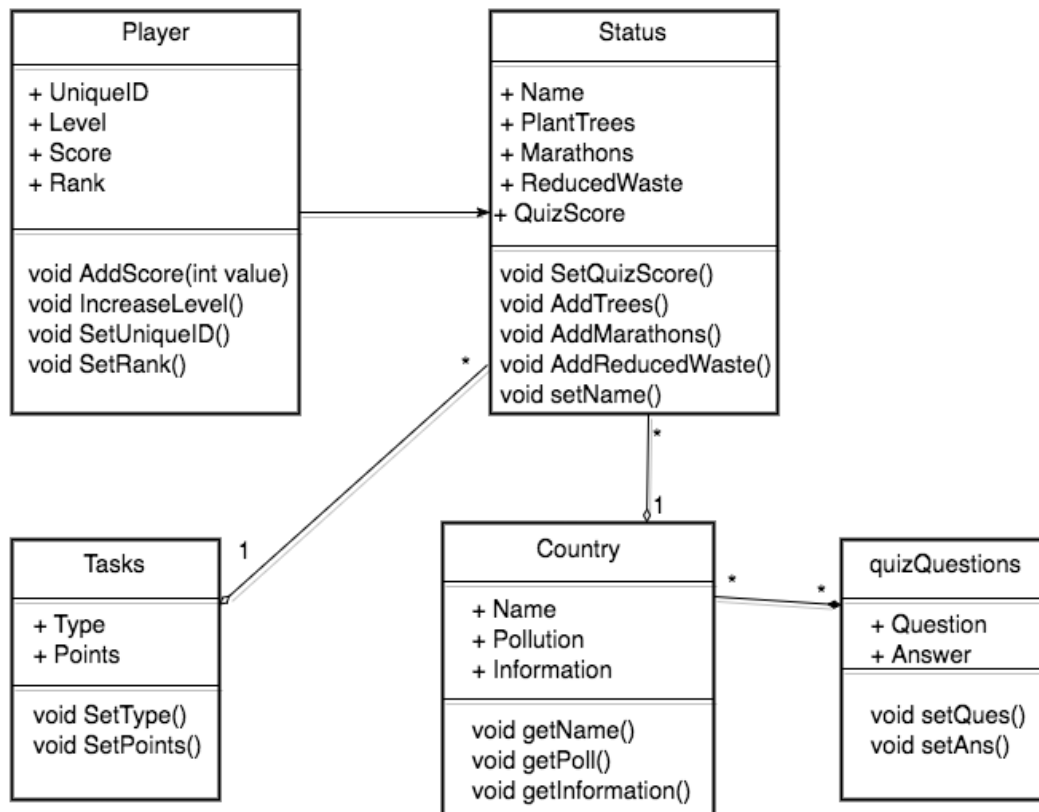 Player
+ UniqueID
+ Level
+ Score
+ Rank
void AddScore(int value)
void IncreaseLevel()
void SetUniqueID()
void SetRank()
Status
+ Name
+ PlantTrees
+ Marathons
+ ReducedWaste
+ QuizScore
void SetQuizScore()
void AddTrees()
void AddMarathons()
void AddReducedWaste()
void setName()
*
1
*
1
Tasks
+ Type
+ Points
void SetType()
void SetPoints()
Country
+ Name
+ Pollution
+ Information
void getName()
void getPoll()
void getInformation()
*
*
quizQuestions
+ Question
+ Answer
void setQues()
void setAns()